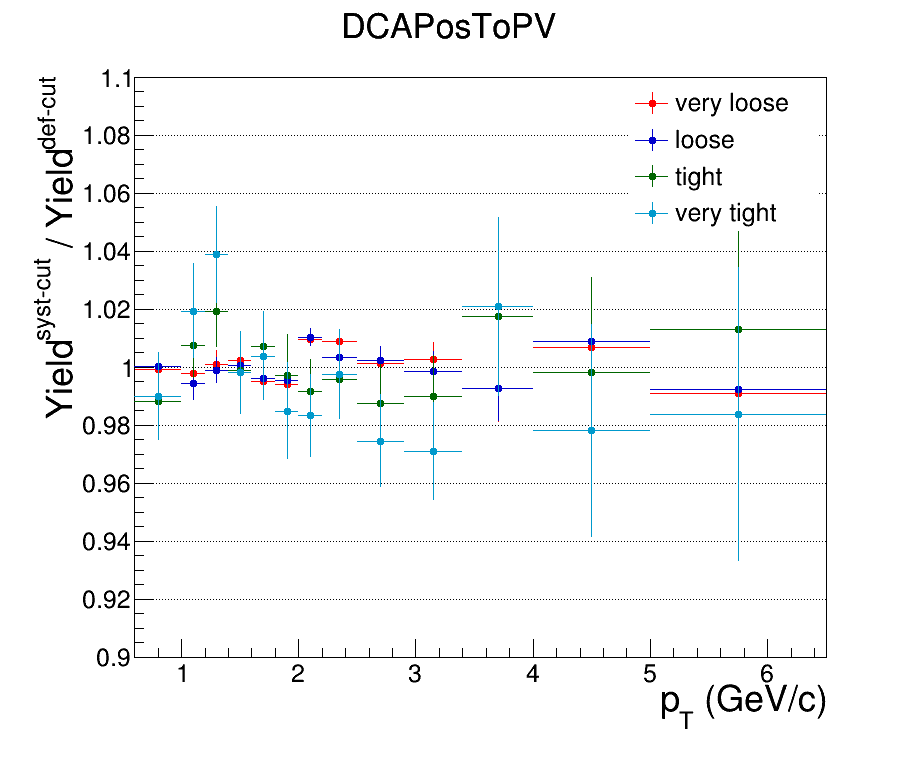 DCAPosToPV
Yield^syst-cut / Yield^def-cut
1.1
1.08
1.06
1.04
1.02
1
0.98
0.96
0.94
0.92
0.9
very loose
loose
tight
very tight
1 2 3 4 5 6
p_T (GeV/c)